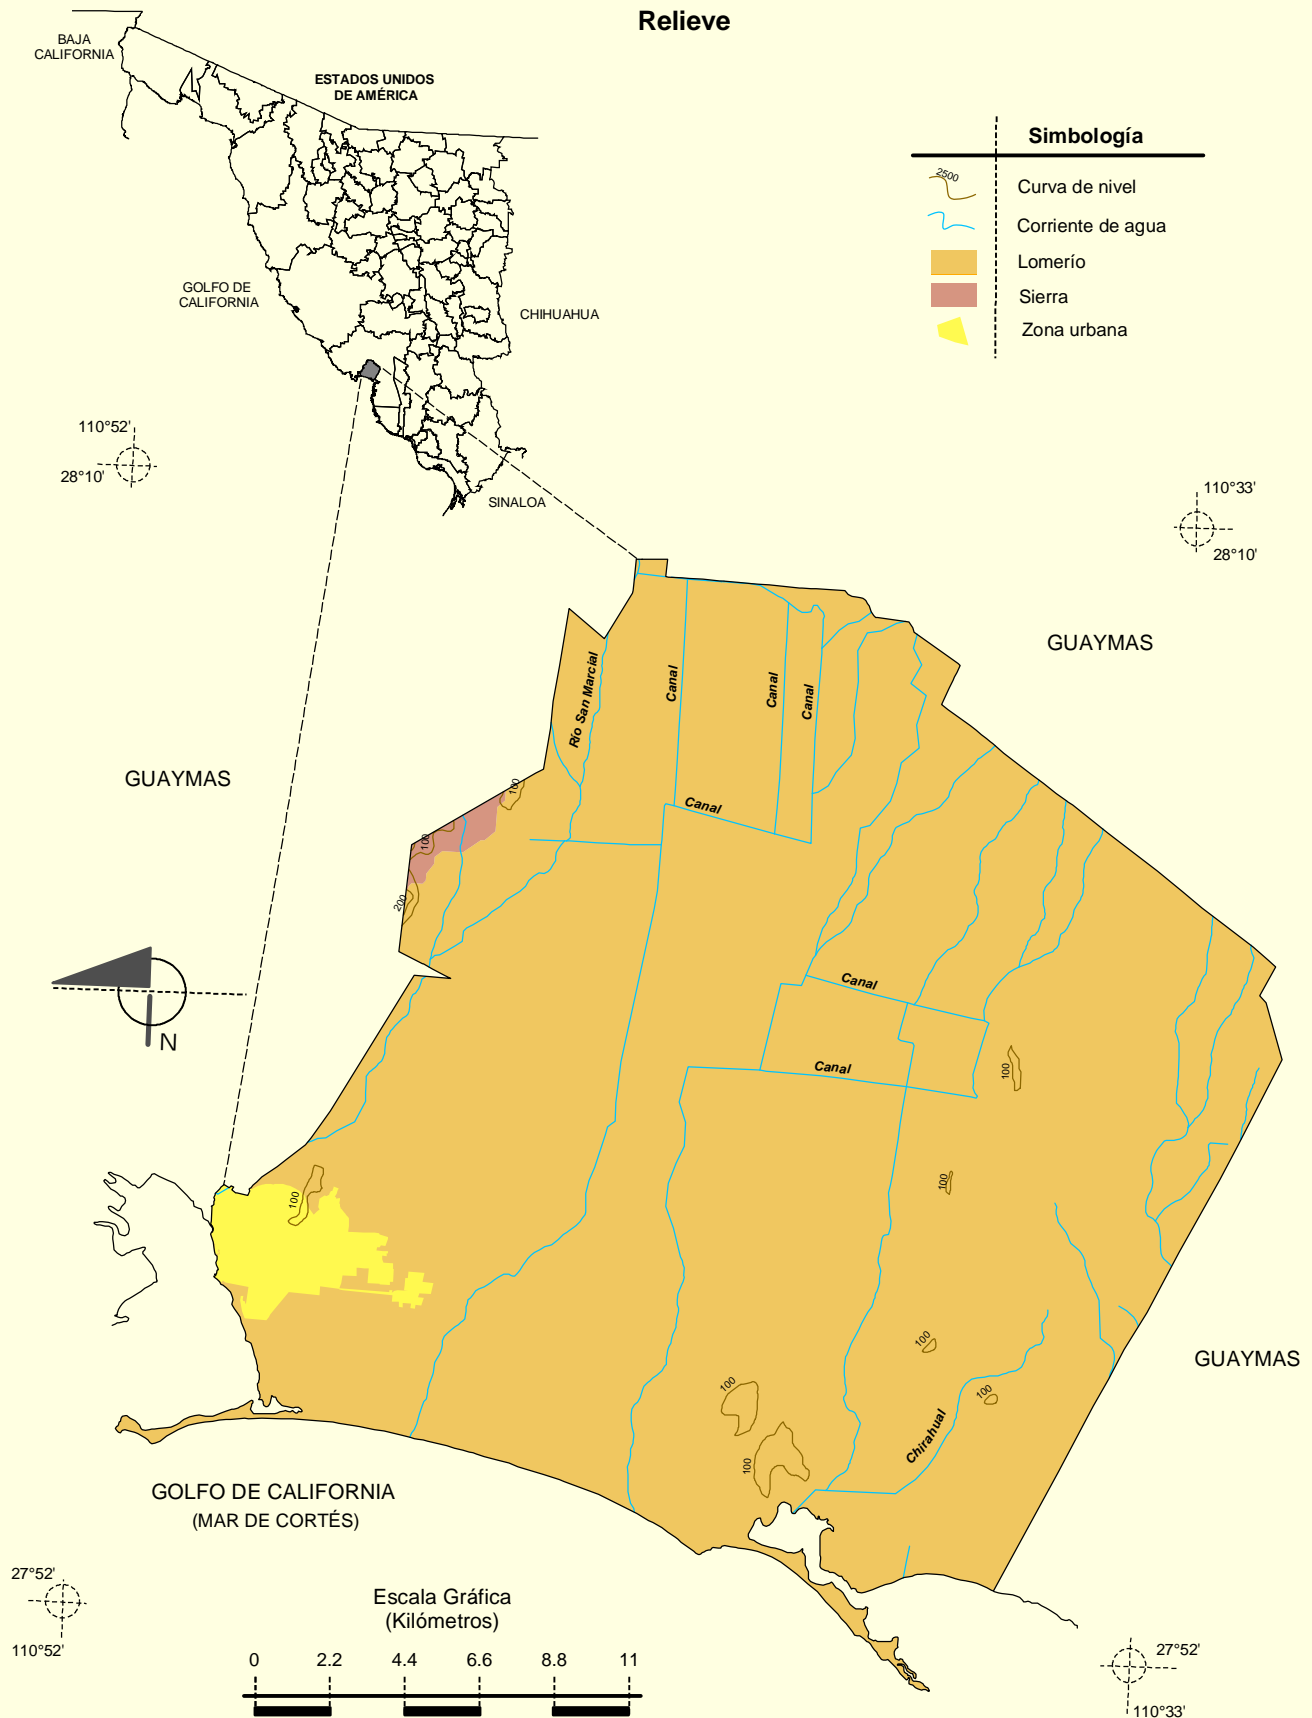 Relieve
BAJA
CALIFORNIA
ESTADOS UNIDOS
DE AMÉRICA
GOLFO DE
CALIFORNIA
CHIHUAHUA
SINALOA
Simbología
2500
Curva de nivel
Corriente de agua
Lomerío
Sierra
Zona urbana
110°52'
28°10'
110°33'
28°10'
GUAYMAS
GUAYMAS
Río San Marcial
Canal
Canal
Canal
Canal
100
100
200
Canal
Canal
N
100
100
100
100
100
100
100
Chirahual
GUAYMAS
GOLFO DE CALIFORNIA
(MAR DE CORTÉS)
27°52'
110°52'
Escala Gráfica
(Kilómetros)
0 2.2 4.4 6.6 8.8 11
27°52'
110°33'